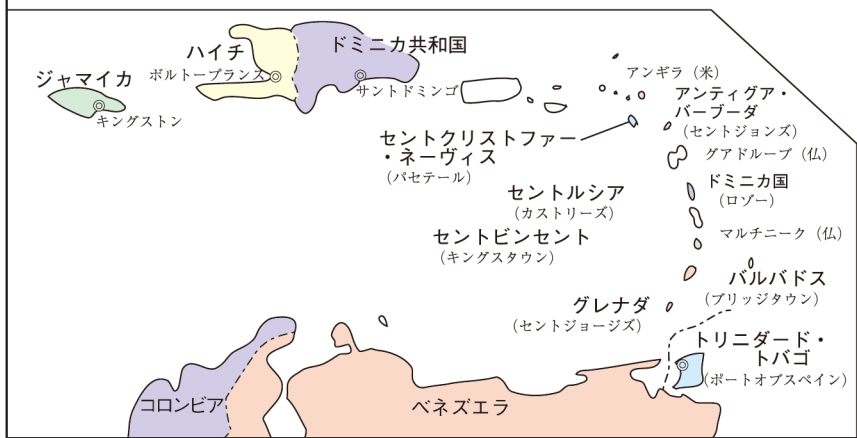 ハイチ
ポルトープランス
ドミニカ共和国
サントドミンゴ
ジャマイカ
キングストン
アンギラ（米）
アンティグア・
バーブーダ
（セントジョンズ）
セントクリストファー
・ネーヴィス
（バセテール）
グアドループ（仏）
ドミニカ国
（ロゾー）
セントルシア
（カストリーズ）
マルチニーク（仏）
セントビンセント
（キングスタウン）
バルバドス
（ブリッジタウン）
グレナダ
（セントジョージズ）
トリニダード・
トバゴ
（ポートオブスペイン）
コロンビア
ベネズエラ